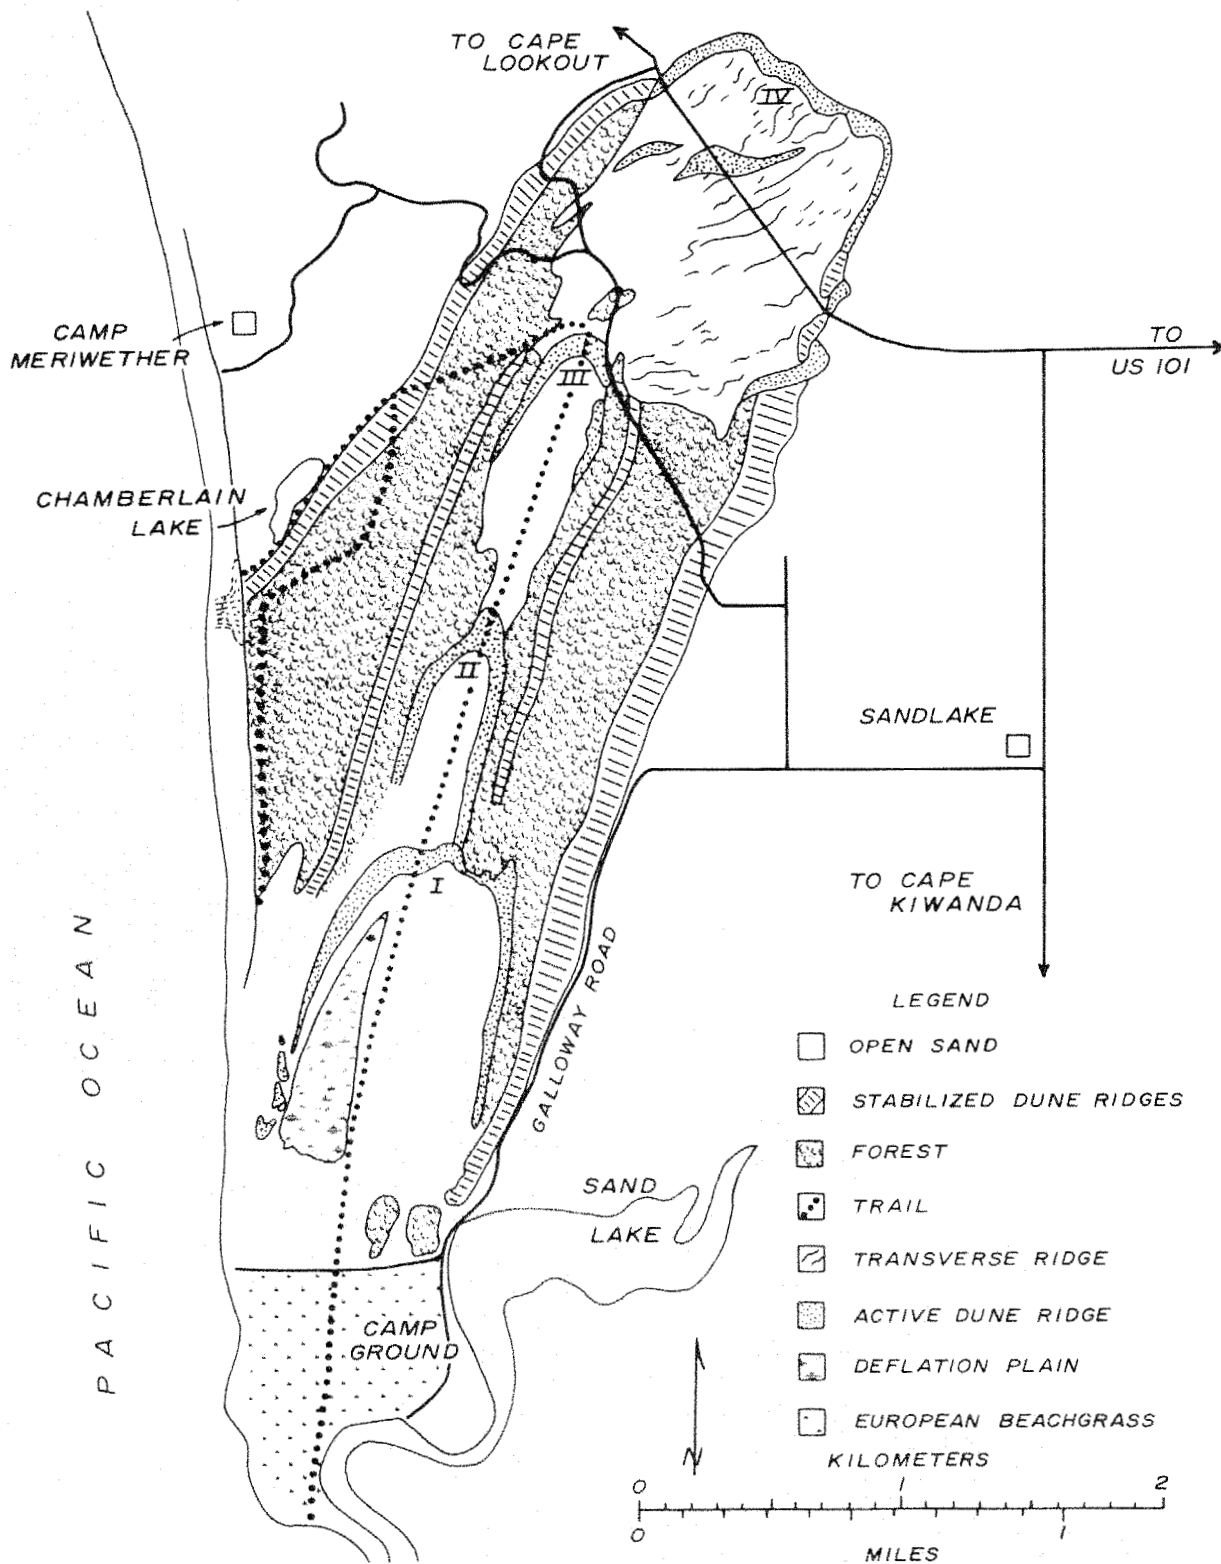 TO CAPE
LOOKOUT
IV
CAMP
MERIWETHER
TO
US 101
III
CHAMBERLAIN
LAKE
II
SANDLAKE
I
TO CAPE
KIWANDA
PACIFIC OCEAN
GALLOWAY ROAD
LEGEND
OPEN SAND
STABILIZED DUNE RIDGES
FOREST
TRAIL
TRANSVERSE RIDGE
ACTIVE DUNE RIDGE
DEFLATION PLAIN
EUROPEAN BEACHGRASS
SAND
LAKE
CAMP
GROUND
N
KILOMETERS
0 1 2
0 1
MILES